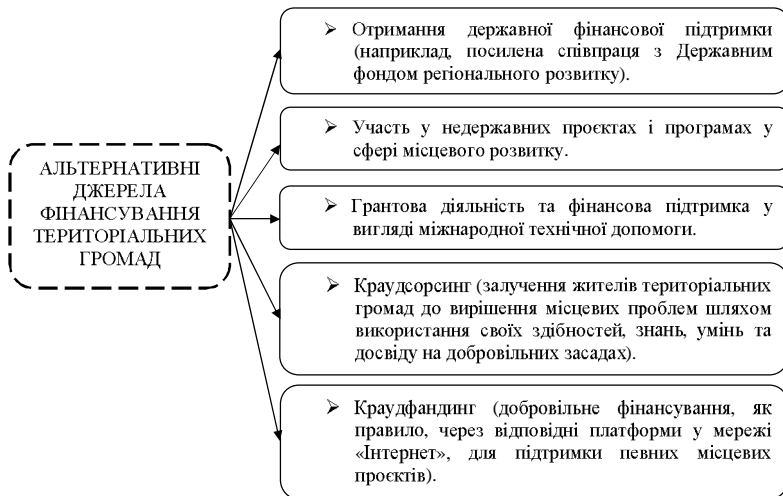 АЛЬТЕРНАТИВНІ
ДЖЕРЕЛА
ФІНАНСУВАННЯ
ТЕРИТОРІАЛЬНИХ
ГРОМАД
Отримання державної фінансової підтримки
(наприклад, посилена співпраця з Державним
фондом регіонального розвитку).
Участь у недержавних проєктах і програмах у
сфері місцевого розвитку.
Грантова діяльність та фінансова підтримка у
вигляді міжнародної технічної допомоги.
Краудсорсинг (залучення жителів територіальних
громад до вирішення місцевих проблем шляхом
використання своїх здібностей, знань, умінь та
досвіду на добровільних засадах).
Краудфандинг (добровільне фінансування, як
правило, через відповідні платформи у мережі
«Інтернет», для підтримки певних місцевих
проєктів).